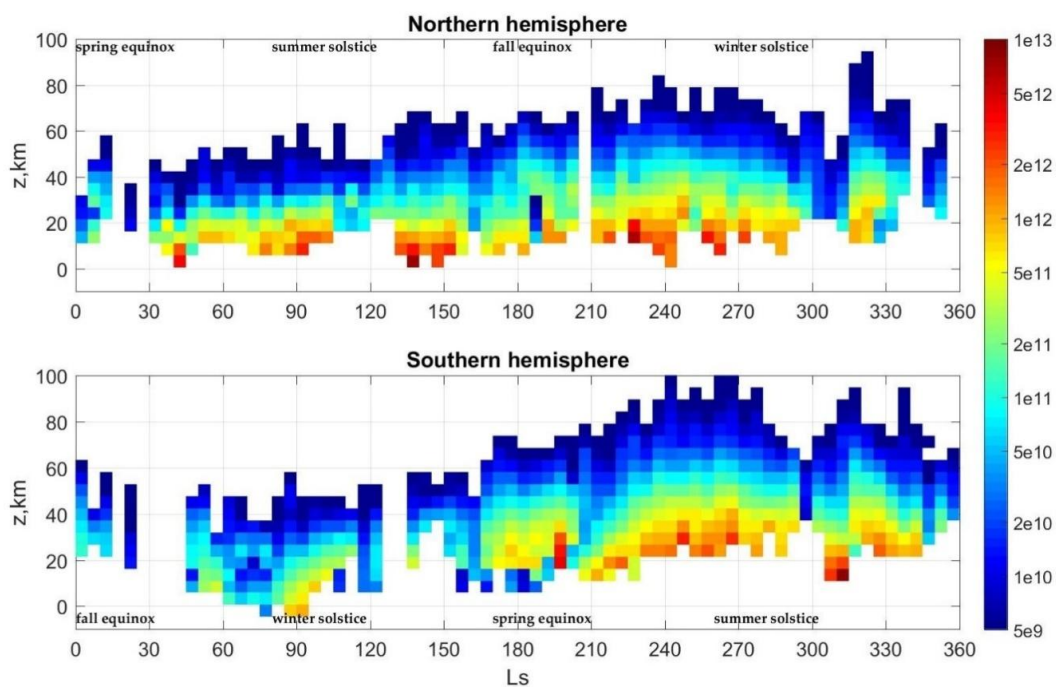 Northern hemisphere
spring equinox summer solstice fall equinox winter solstice
100
80
60
40
20
0
z,km
0 30 60 90 120 150 180 210 240 270 300 330 360
Southern hemisphere
100
80
60
40
20
0
z,km
fall equinox winter solstice spring equinox summer solstice
0 30 60 90 120 150 180 210 240 270 300 330 360
Ls
1e13
5e12
2e12
1e12
5e11
2e11
1e11
5e10
2e10
1e10
5e9